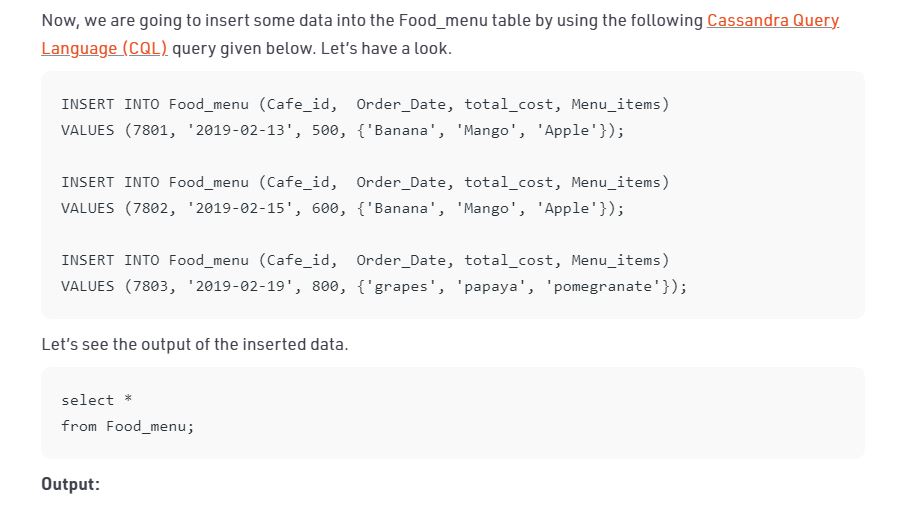 Now, we are going to insert some data into the Food_menu table by using the following Cassandra Query
Language (CQL) query given below. Let’s have a look.
INSERT INTO Food_menu (Cafe_id,  Order_Date, total_cost, Menu_items)
VALUES (7801, '2019-02-13', 500, {'Banana', 'Mango', 'Apple'});
INSERT INTO Food_menu (Cafe_id,  Order_Date, total_cost, Menu_items)
VALUES (7802, '2019-02-15', 600, {'Banana', 'Mango', 'Apple'});
INSERT INTO Food_menu (Cafe_id,  Order_Date, total_cost, Menu_items)
VALUES (7803, '2019-02-19', 800, {'grapes', 'papaya', 'pomegranate'});
Let’s see the output of the inserted data.
select *
from Food_menu;
Output: